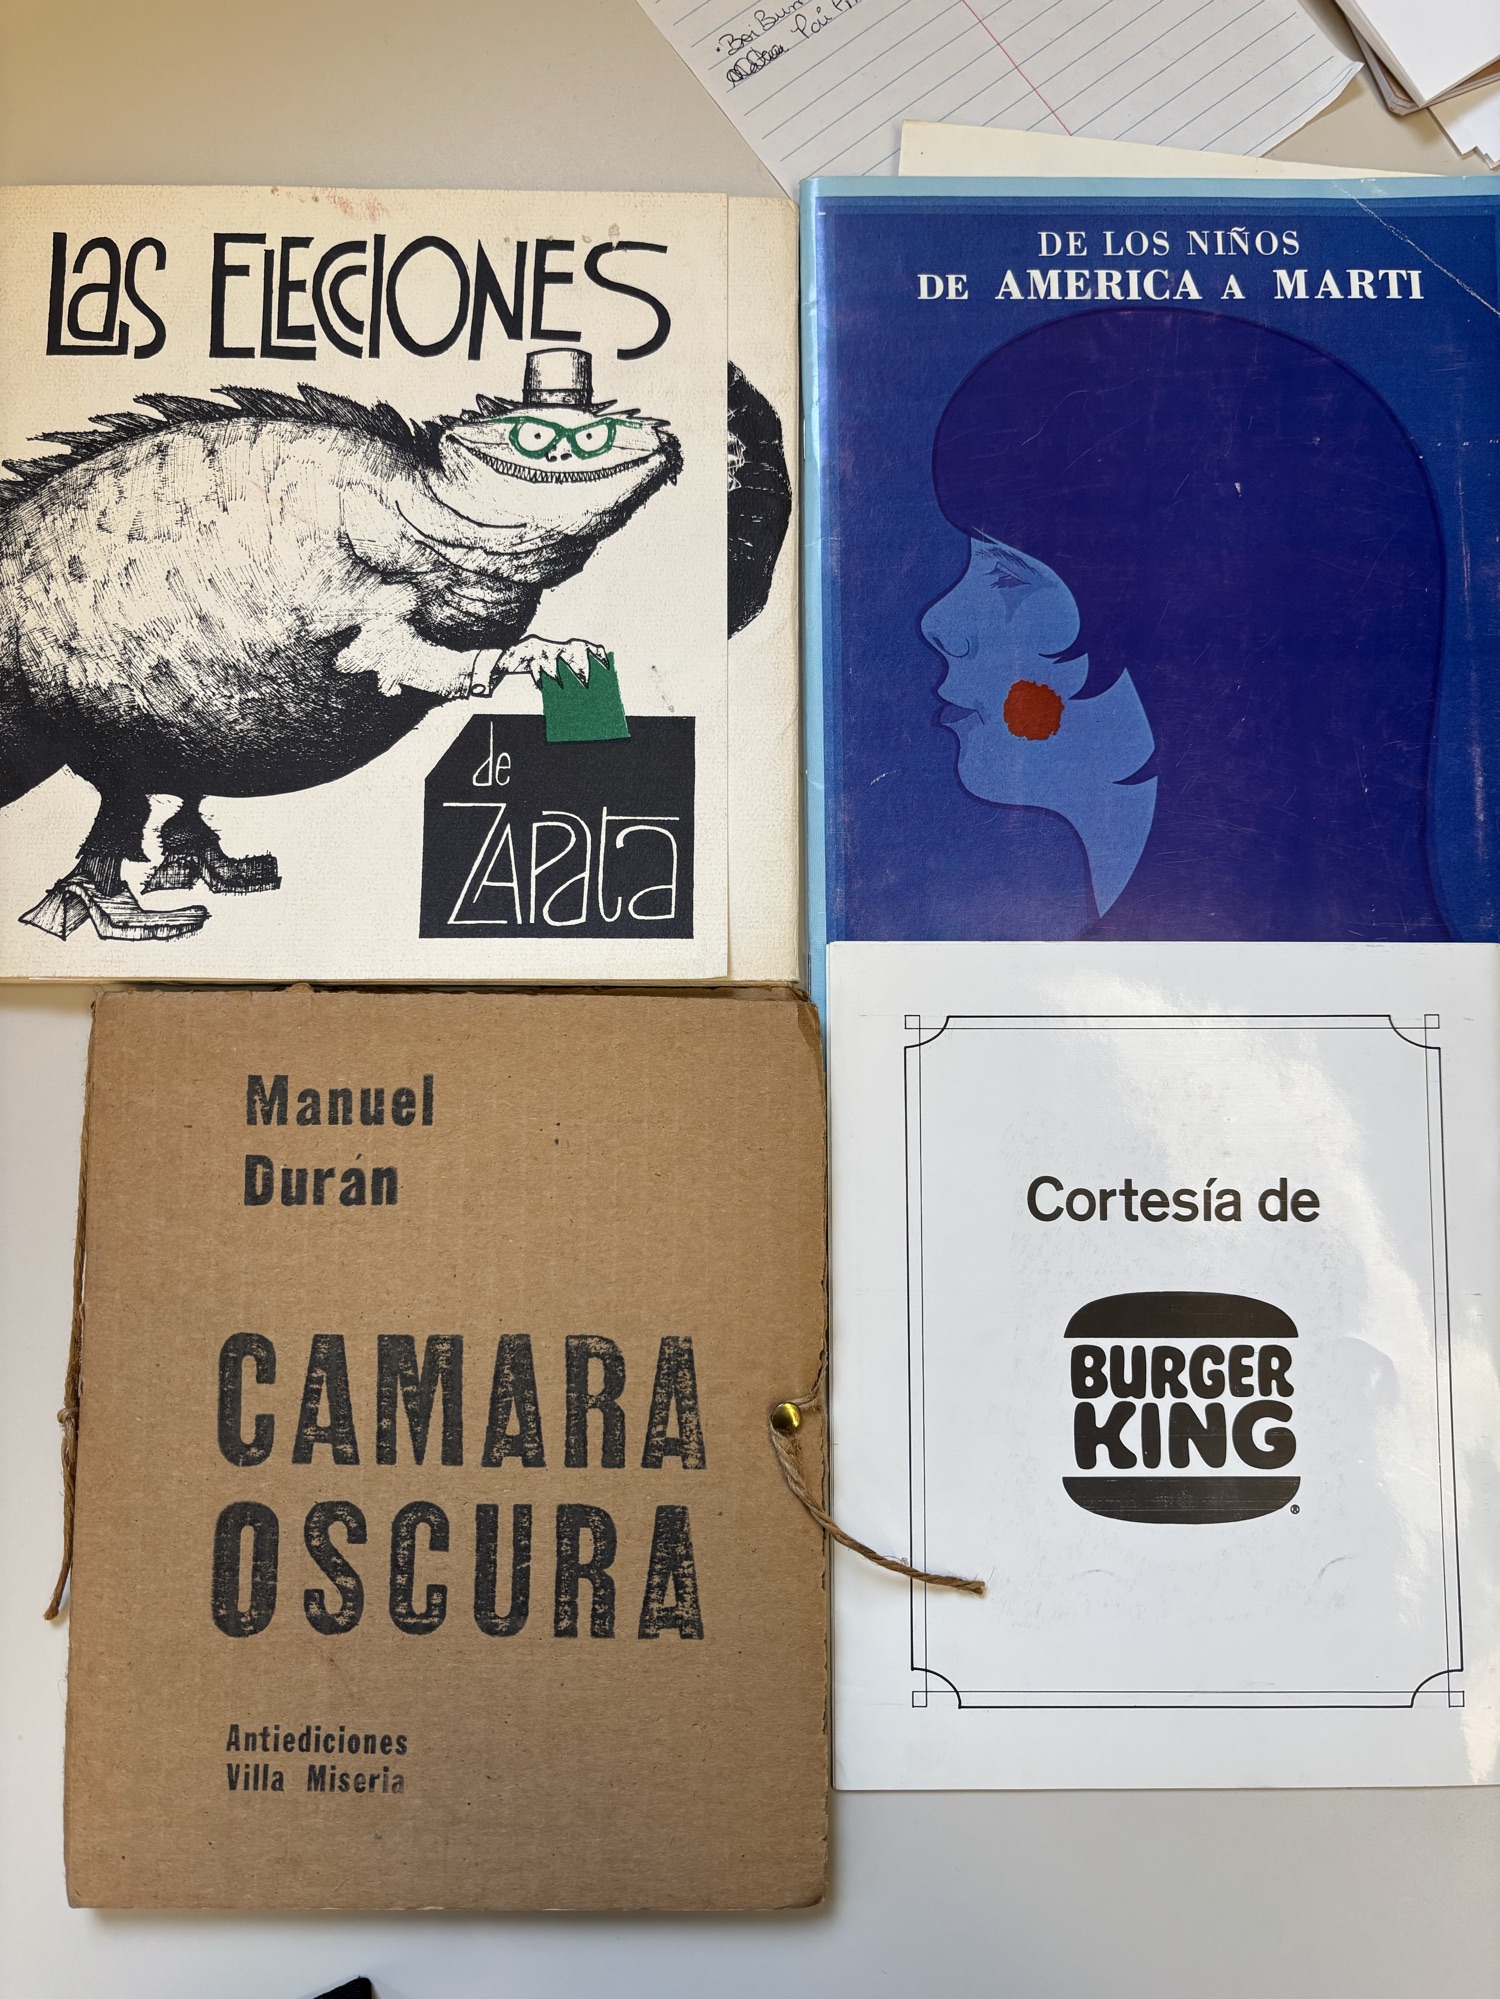 Las Elecciones
de
Zapata
DE LOS NIÑOS
DE AMERICA A MARTI
Manuel
Durán
CAMARA
OSCURA
Antiediciones
Villa Miseria
Cortesía de
BURGER
KING
®